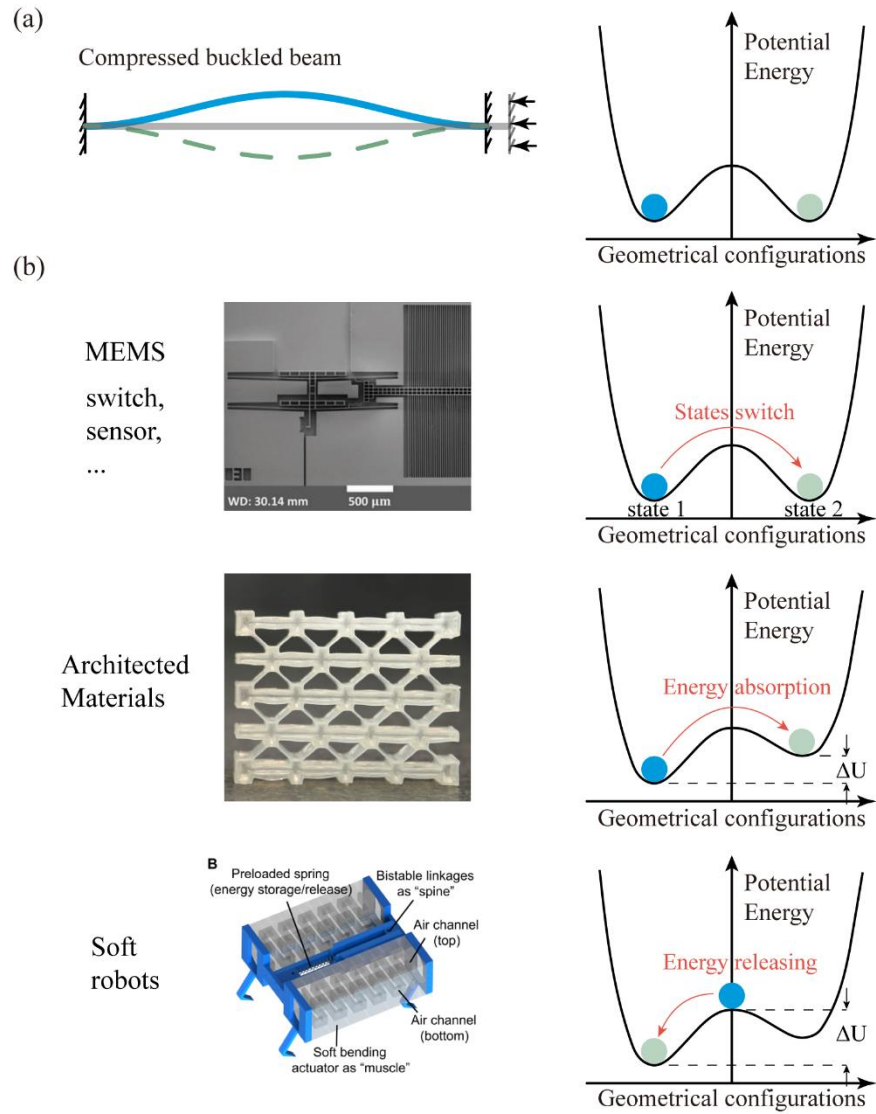 (a)
Compressed buckled beam
Potential
Energy
Geometrical configurations
(b)
MEMS
switch,
sensor,
...
WD: 30.14 mm
500 μm
Potential
Energy
States switch
state 1
state 2
Geometrical configurations
Architected
Materials
Potential
Energy
Energy absorption
ΔU
Geometrical configurations
Soft
robots
B
Preloaded spring
(energy storage/release)
Bistable linkages
as "spine"
Air channel
(top)
Air channel
(bottom)
Soft bending
actuator as "muscle"
Potential
Energy
Energy releasing
ΔU
Geometrical configurations